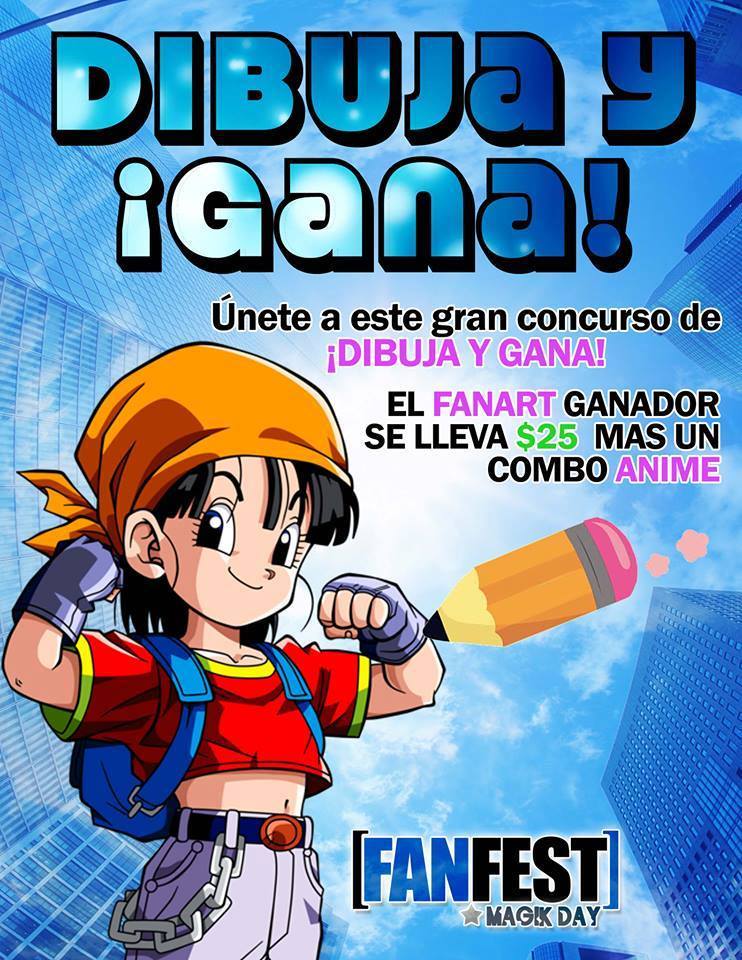 DIBUJA Y
¡GANA!
Únete a este gran concurso de
¡DIBUJA Y GANA!
EL FANART GANADOR
SE LLEVA $25 MAS UN
COMBO ANIME
[FANFEST]
MAGIK DAY